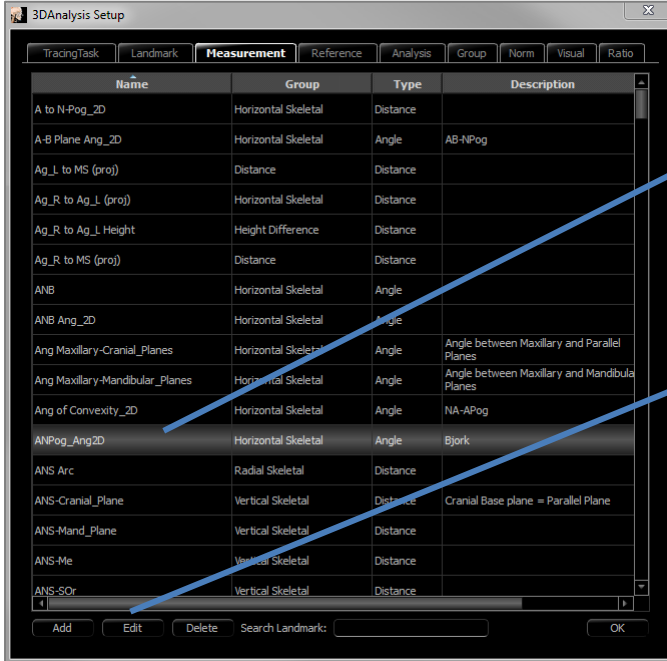 3DAnalysis Setup
TracingTask Landmark Measurement Reference Analysis Group Norm Visual Ratio
Name Group Type Description
A to N-Pog_2D Horizontal Skeletal Distance
A-B Plane Ang_2D Horizontal Skeletal Angle AB-NPog
Ag_L to MS (proj) Distance Distance
Ag_R to Ag_L (proj) Horizontal Skeletal Distance
Ag_R to Ag_L Height Height Difference Distance
Ag_R to MS (proj) Distance Distance
ANB Horizontal Skeletal Angle
ANB Ang_2D Horizontal Skeletal Angle
Ang Maxillary-Cranial_Planes Horizontal Skeletal Angle Angle between Maxillary and Parallel
Planes
Ang Maxillary-Mandibular_Planes Horizontal Skeletal Angle Angle between Maxillary and Mandibula
Planes
Ang of Convexity_2D Horizontal Skeletal Angle NA-APog
ANPog_Ang2D Horizontal Skeletal Angle Bjork
ANS Arc Radial Skeletal Distance
ANS-Cranial_Plane Vertical Skeletal Distance Cranial Base plane = Parallel Plane
ANS-Mand_Plane Vertical Skeletal Distance
ANS-Me Vertical Skeletal Distance
ANS-SOr Vertical Skeletal Distance
Add Edit Delete Search Landmark: OK